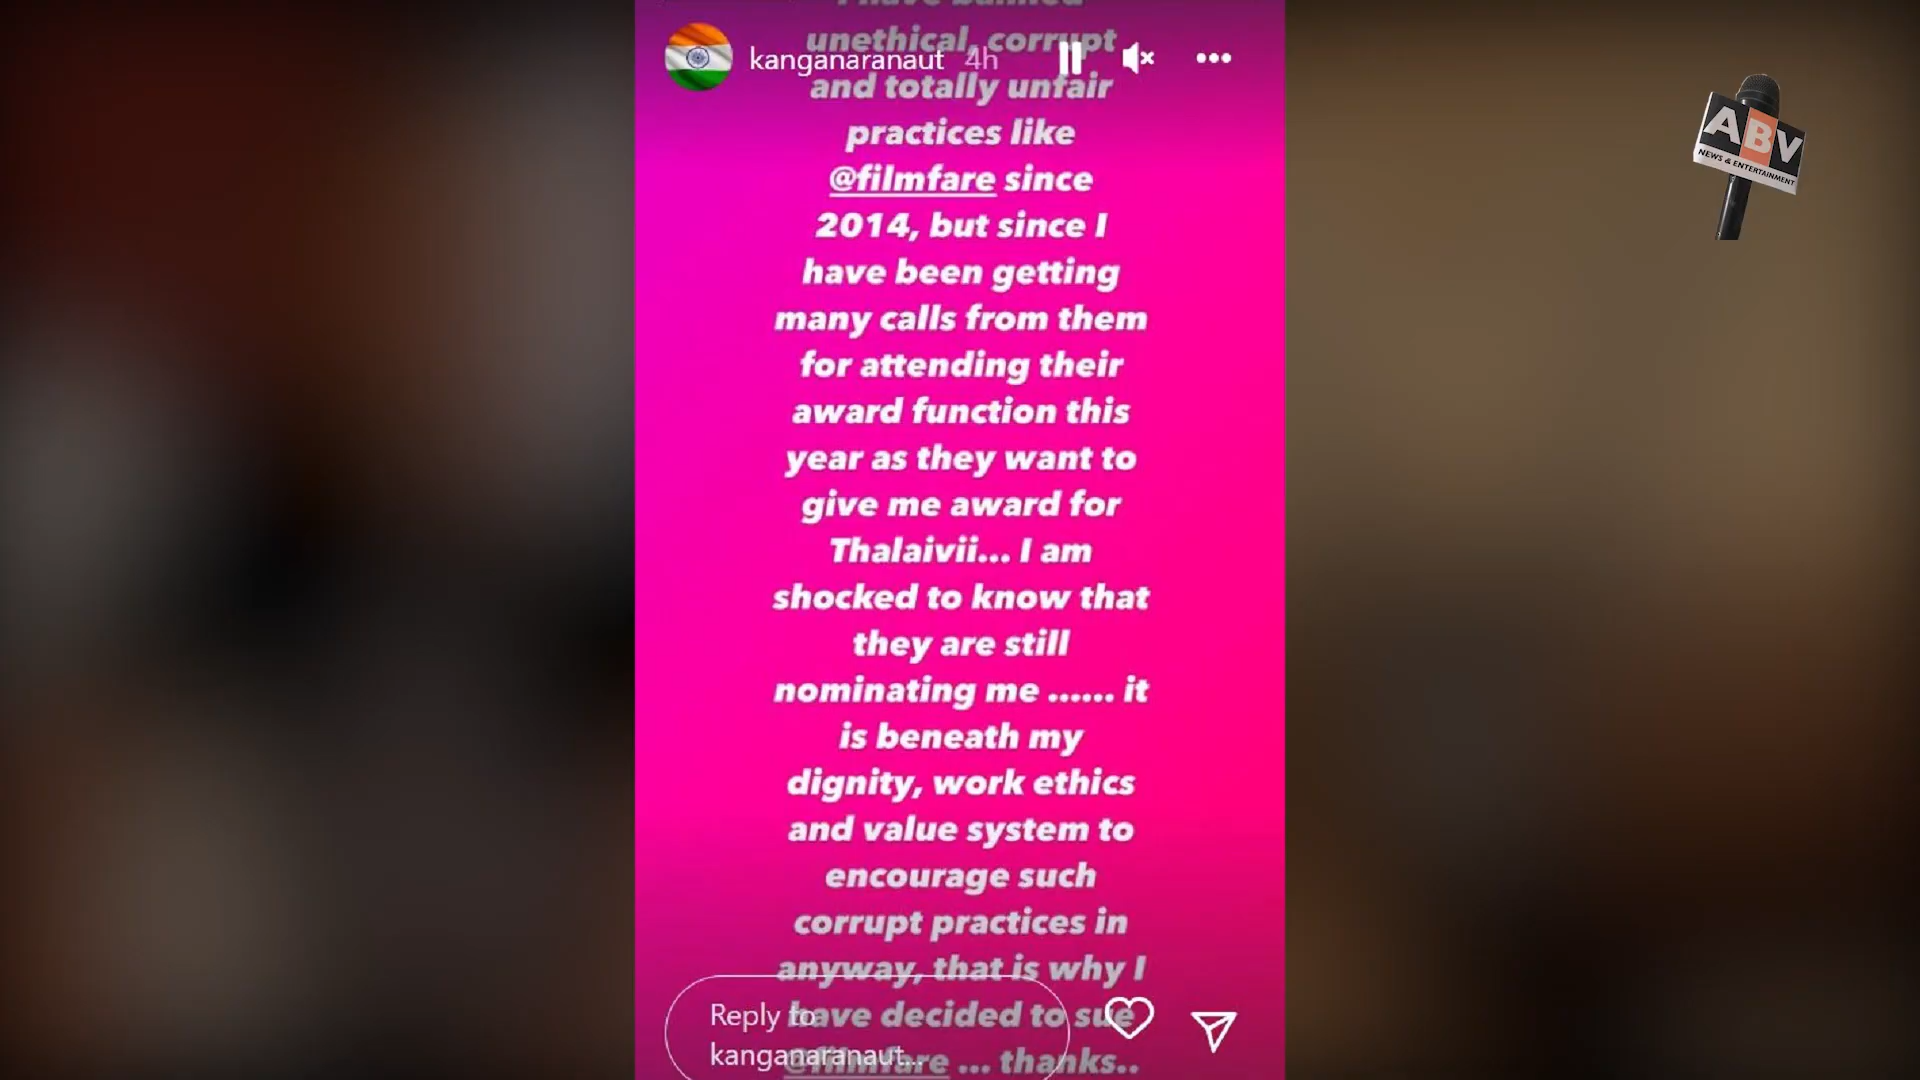 I have banned
unethical, corrupt
kanganaranaut 4h
and totally unfair
practices like
@filmfare since
2014, but since I
have been getting
many calls from them
for attending their
award function this
year as they want to
give me award for
Thalaivii... I am
shocked to know that
they are still
nominating me ...... it
is beneath my
dignity, work ethics
and value system to
encourage such
corrupt practices in
anyway, that is why I
have decided to sue
@filmfare ... thanks..
Reply to
kanganaranaut...
ABV
NEWS & ENTERTAINMENT